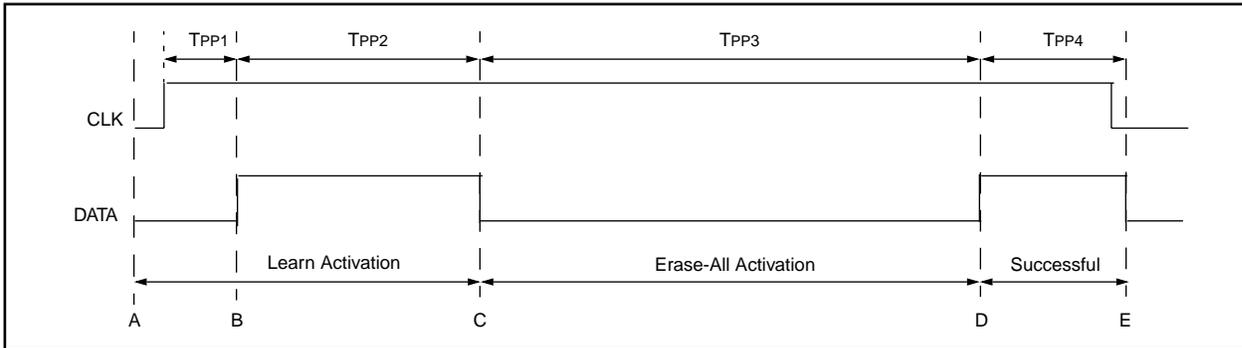 TPP1 TPP2 TPP3 TPP4
CLK
DATA
Learn Activation Erase-All Activation Successful
A B C D E